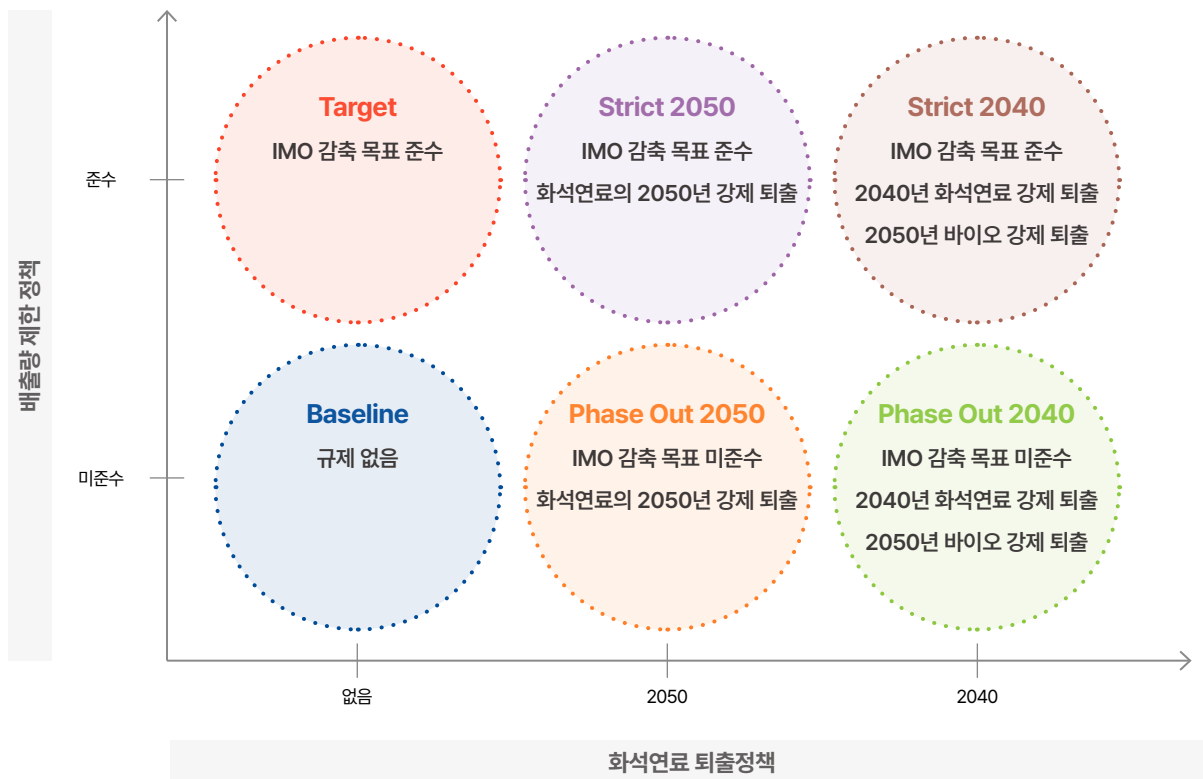 배출량 제한 정책
준수
미준수
Target
IMO 감축 목표 준수
Strict 2050
IMO 감축 목표 준수
화석연료의 2050년 강제 퇴출
Strict 2040
IMO 감축 목표 준수
2040년 화석연료 강제 퇴출
2050년 바이오 강제 퇴출
Baseline
규제 없음
Phase Out 2050
IMO 감축 목표 미준수
화석연료의 2050년 강제 퇴출
Phase Out 2040
IMO 감축 목표 미준수
2040년 화석연료 강제 퇴출
2050년 바이오 강제 퇴출
없음
2050
2040
화석연료 퇴출정책